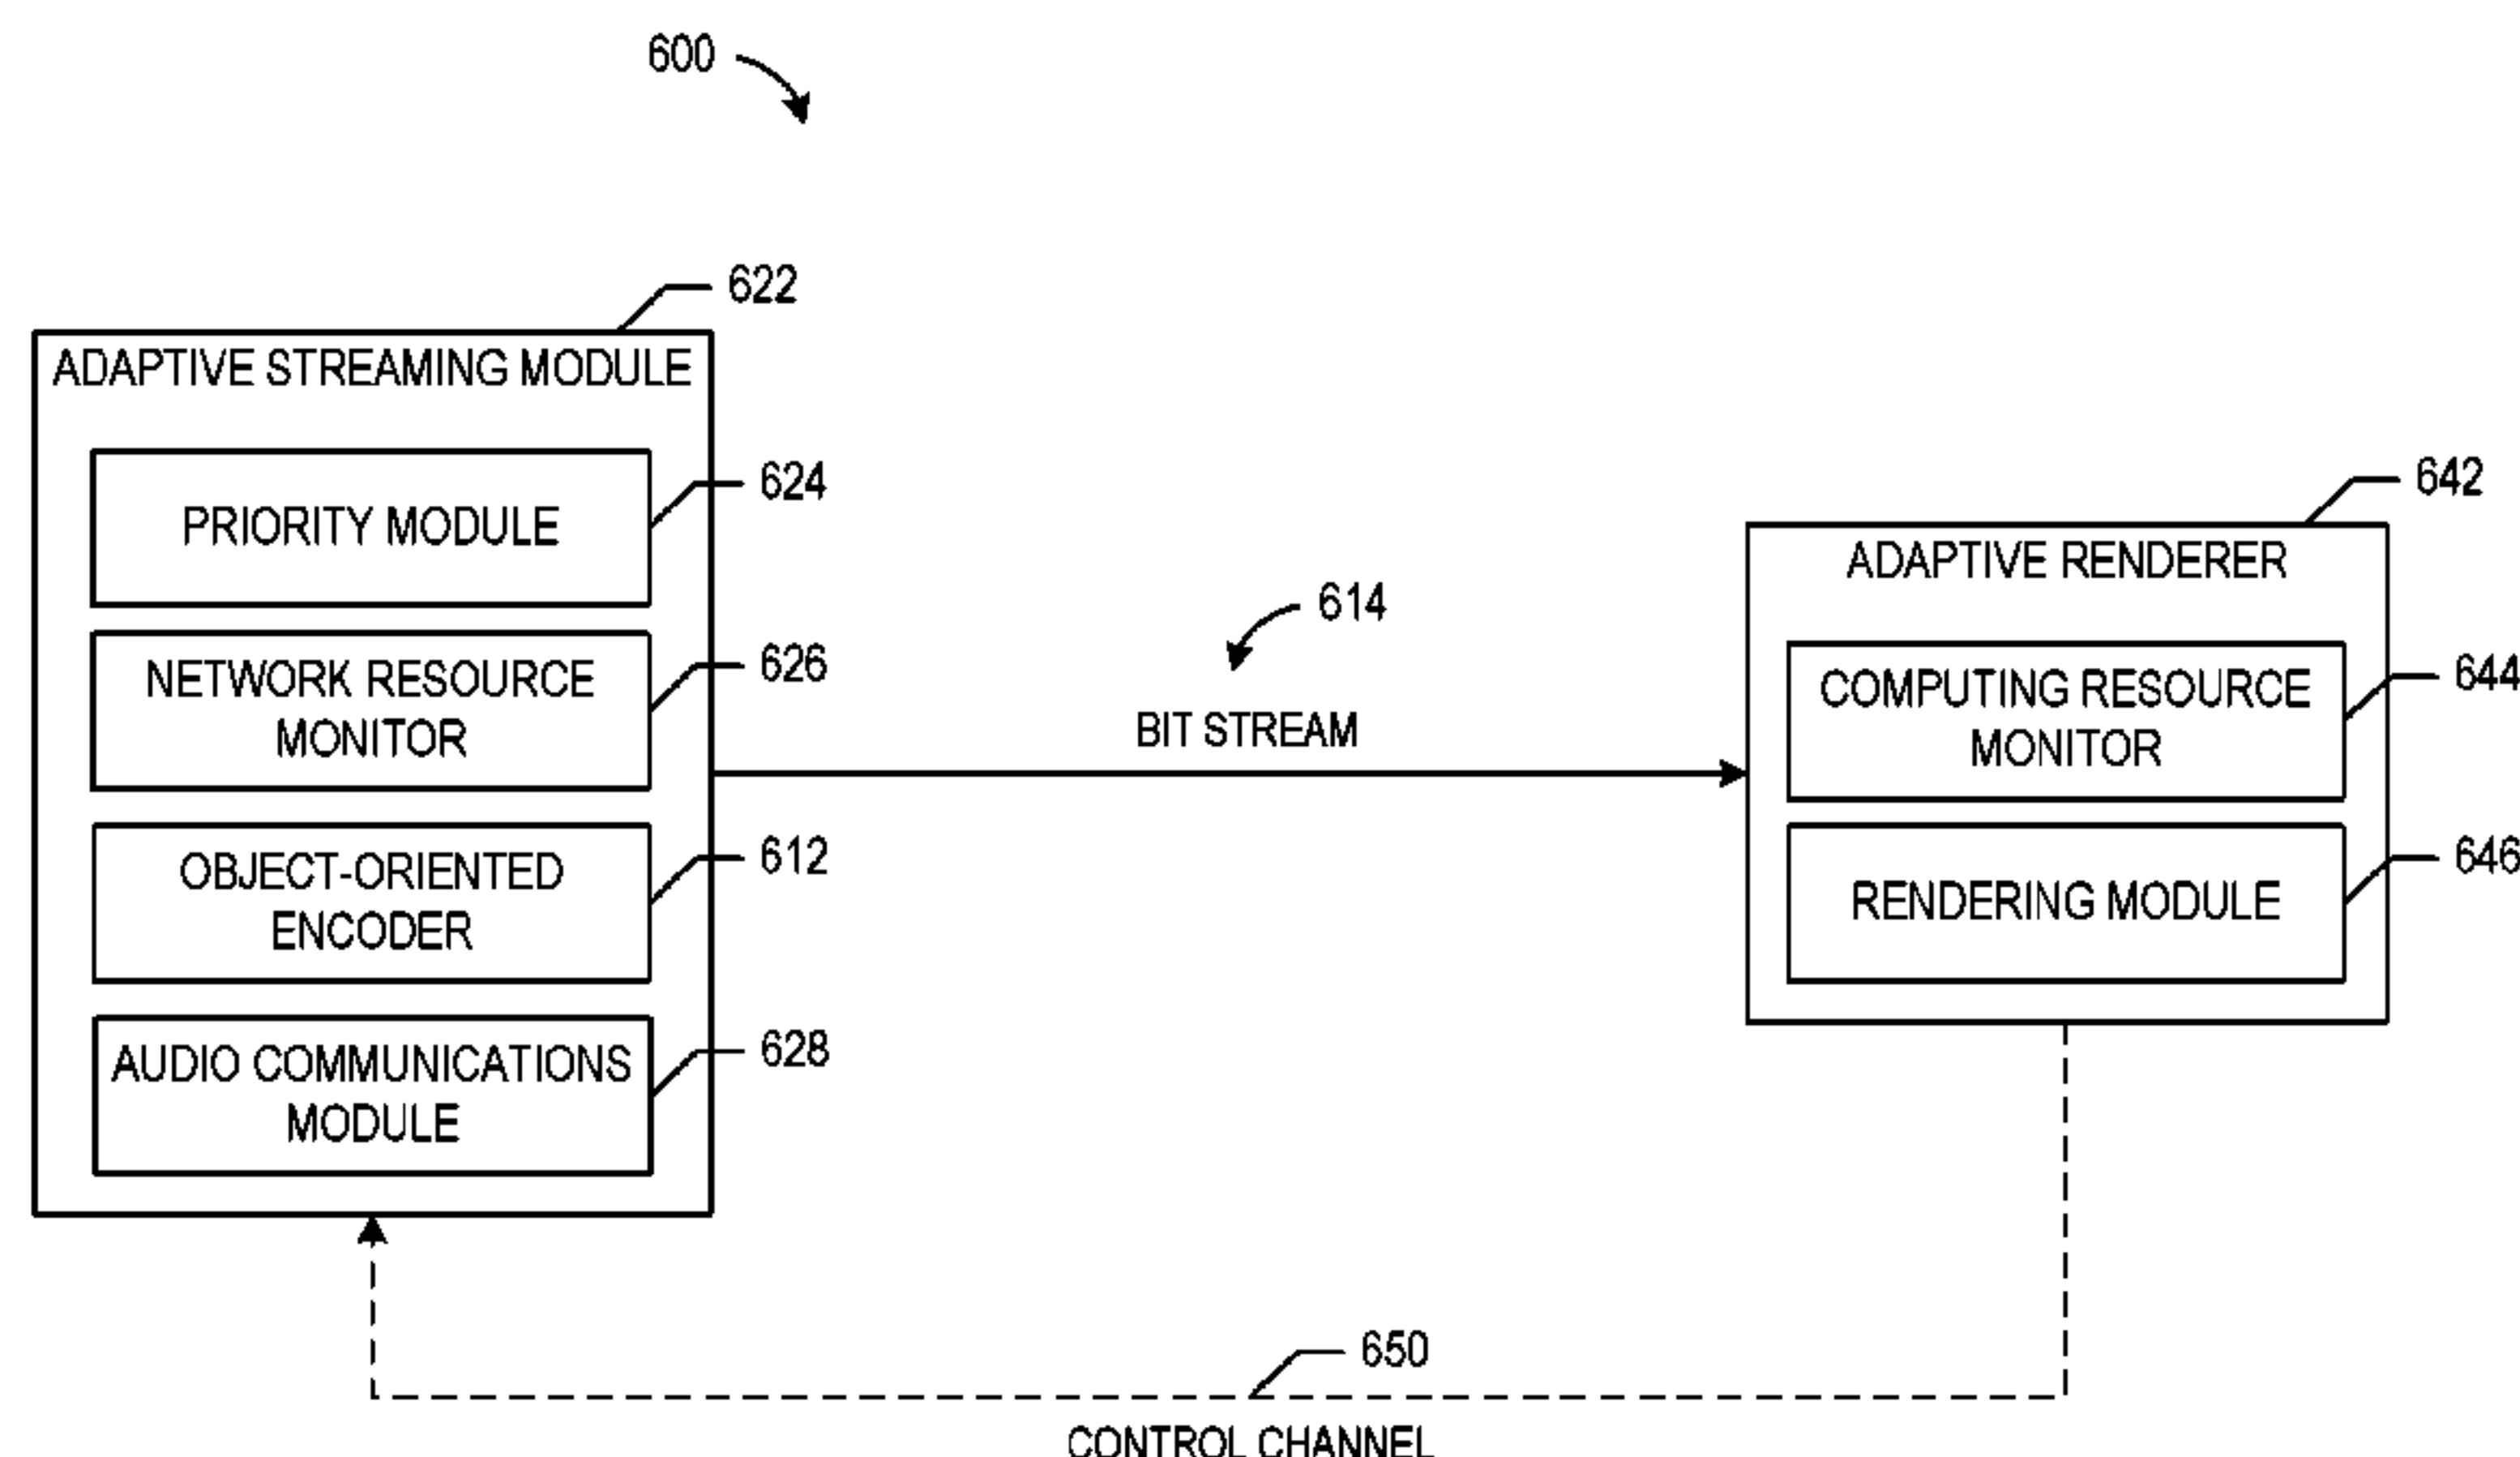 600
622
ADAPTIVE STREAMING MODULE
PRIORITY MODULE
624
NETWORK RESOURCE
MONITOR
626
OBJECT-ORIENTED
ENCODER
612
AUDIO COMMUNICATIONS
MODULE
628
614
BIT STREAM
642
ADAPTIVE RENDERER
COMPUTING RESOURCE
MONITOR
644
RENDERING MODULE
646
650
CONTROL CHANNEL